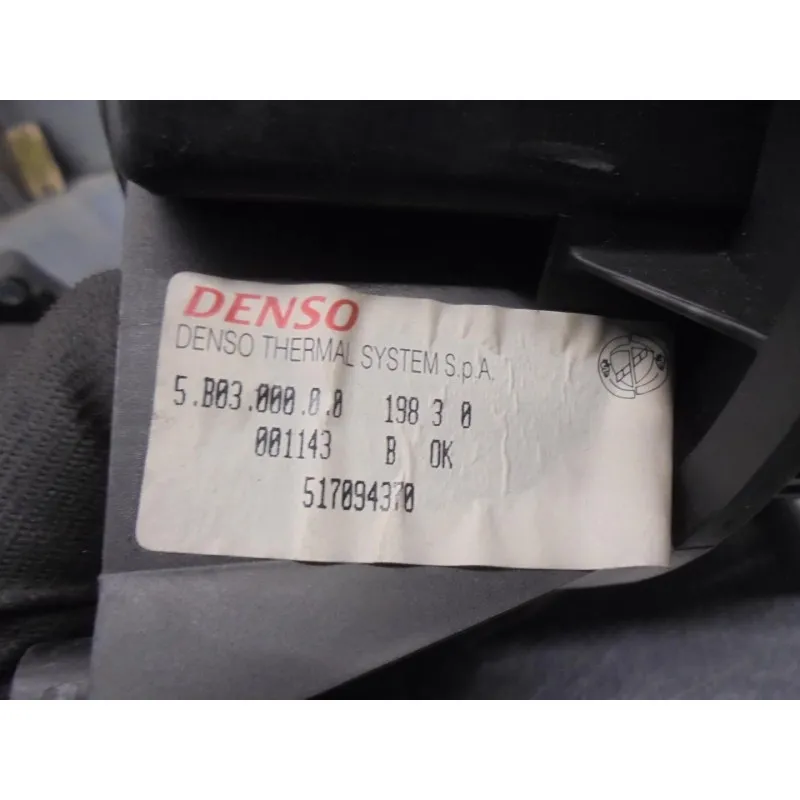 DENSO
DENSO THERMAL SYSTEM S.p.A.
5.B03.000.0.0 198 3 0
001143 B OK
517094370